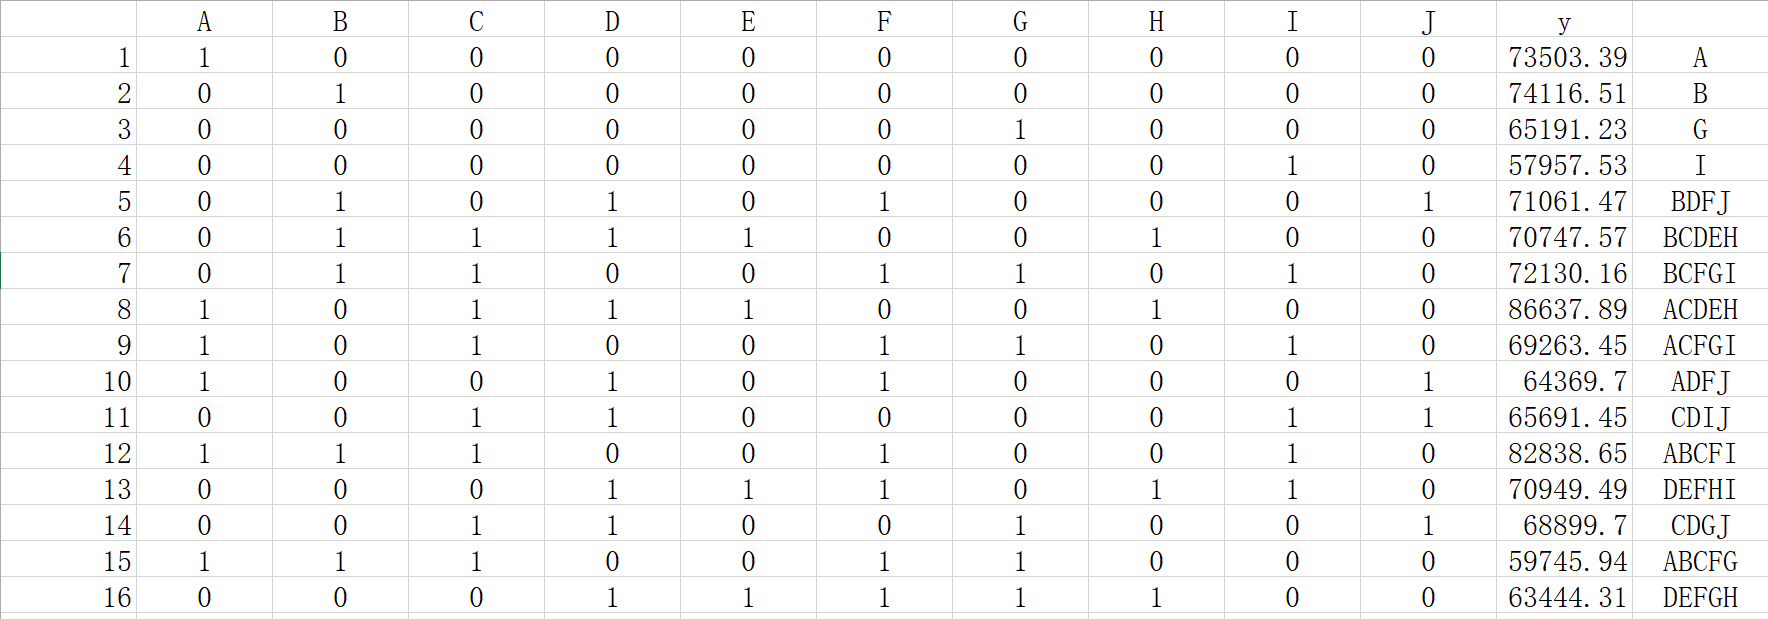 A B C D E F G H I J y
1 1 0 0 0 0 0 0 0 0 0 73503.39 A
2 0 1 0 0 0 0 0 0 0 0 74116.51 B
3 0 0 0 0 0 0 1 0 0 0 65191.23 G
4 0 0 0 0 0 0 0 0 1 0 57957.53 I
5 0 1 0 1 0 1 0 0 0 1 71061.47 BDFJ
6 0 1 1 1 1 0 0 1 0 0 70747.57 BCDEH
7 0 1 1 0 0 1 1 0 1 0 72130.16 BCFGI
8 1 0 1 1 1 0 0 1 0 0 86637.89 ACDEH
9 1 0 1 0 0 1 1 0 1 0 69263.45 ACFGI
10 1 0 0 1 0 1 0 0 0 1 64369.7 ADFJ
11 0 0 1 1 0 0 0 0 1 1 65691.45 CDIJ
12 1 1 1 0 0 1 0 0 1 0 82838.65 ABCFI
13 0 0 0 1 1 1 0 1 1 0 70949.49 DEFHI
14 0 0 1 1 0 0 1 0 0 1 68899.7 CDGJ
15 1 1 1 0 0 1 1 0 0 0 59745.94 ABCFG
16 0 0 0 1 1 1 1 1 0 0 63444.31 DEFGH